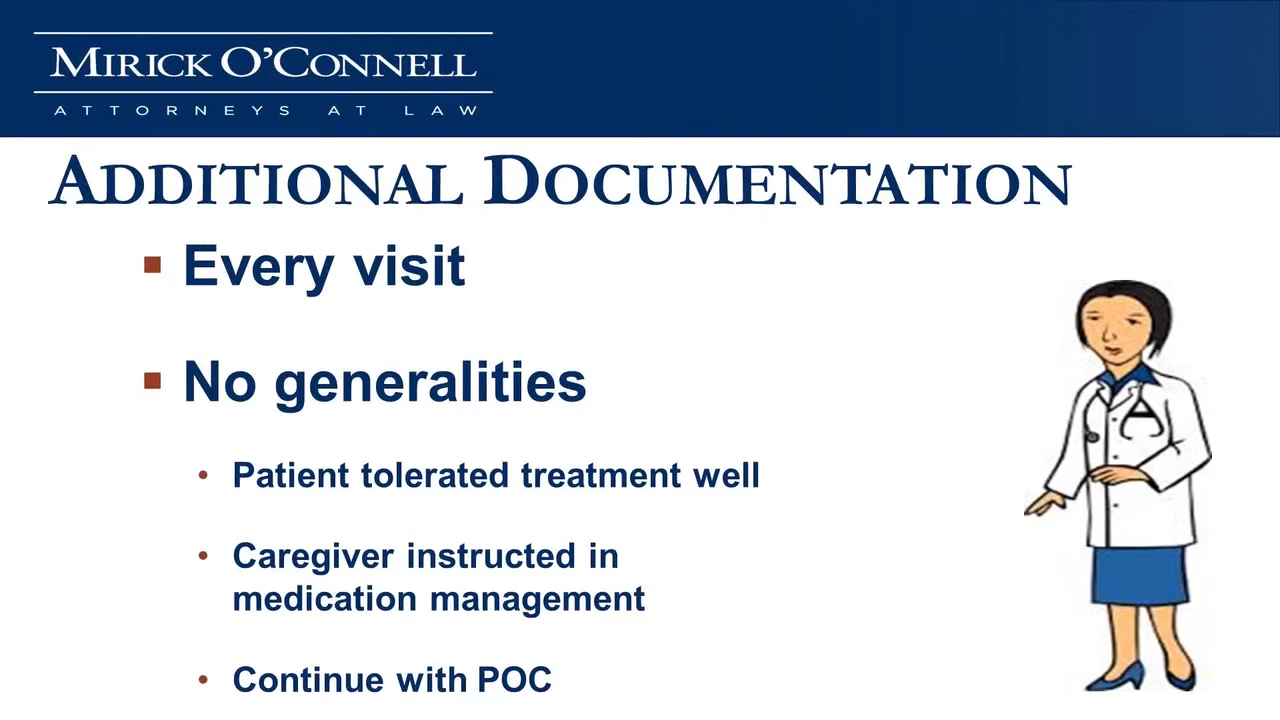 MIRICK O'CONNELL
ATTORNEYS AT LAW
ADDITIONAL DOCUMENTATION
▪ Every visit
▪ No generalities
• Patient tolerated treatment well
• Caregiver instructed in
medication management
• Continue with POC